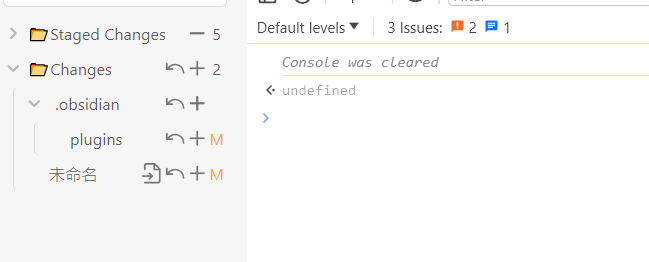 Staged Changes 5
Changes 2
.obsidian
plugins M
未命名 M
Default levels 3 Issues: 2 1
Console was cleared
undefined